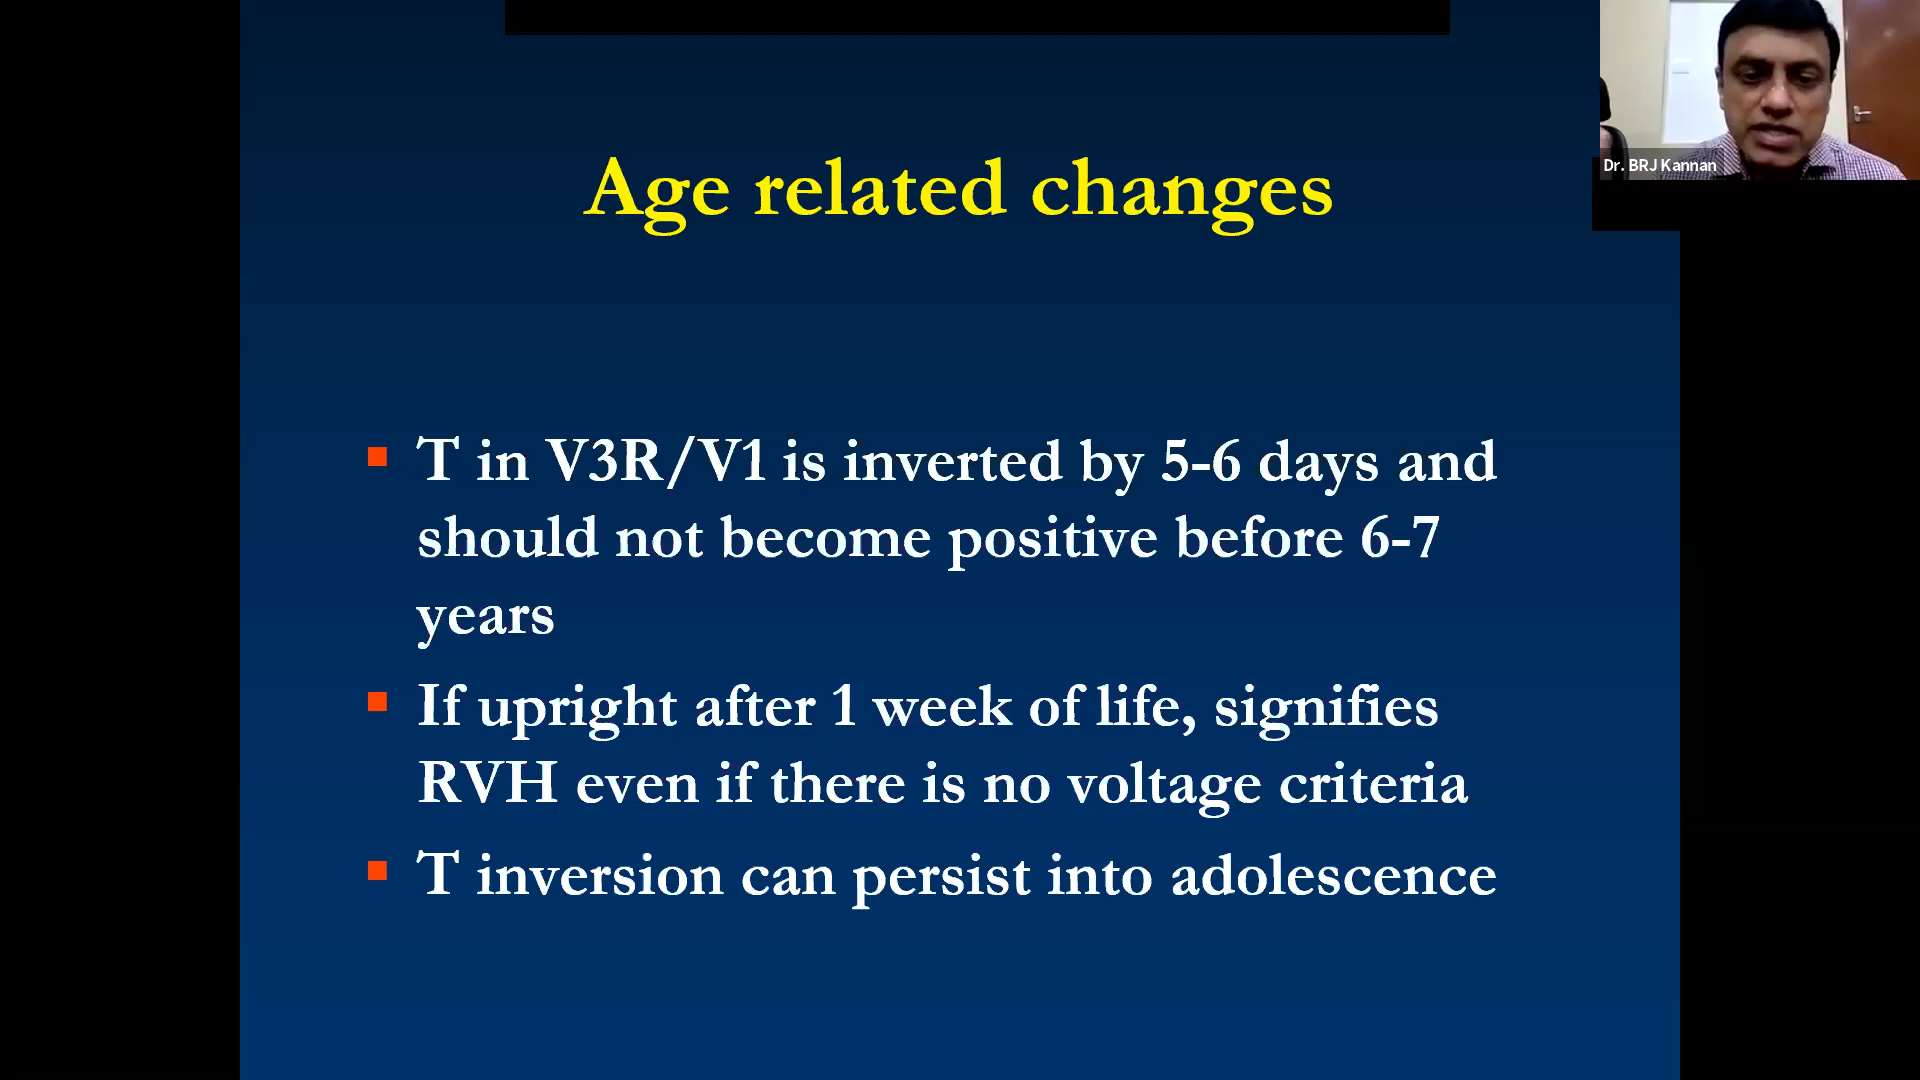 Age related changes
T in V3R/V1 is inverted by 5-6 days and
should not become positive before 6-7
years
If upright after 1 week of life, signifies
RVH even if there is no voltage criteria
T inversion can persist into adolescence
Dr. BRJ Kannan